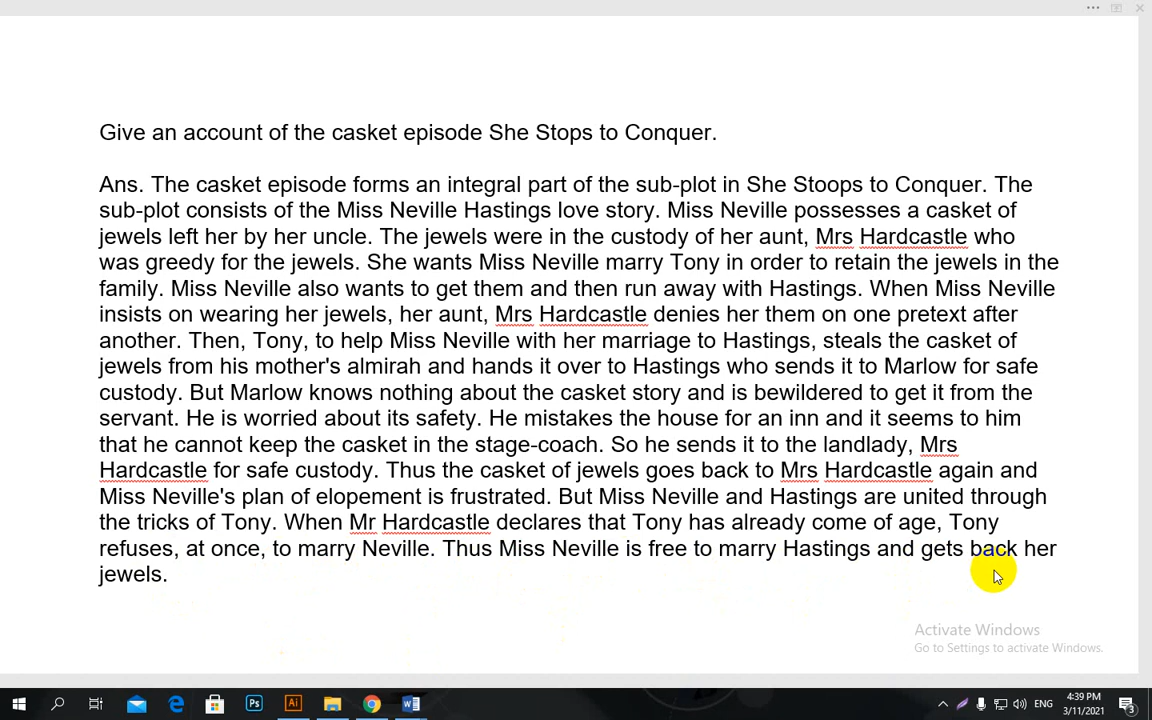 Give an account of the casket episode She Stops to Conquer.
Ans. The casket episode forms an integral part of the sub-plot in She Stoops to Conquer. The
sub-plot consists of the Miss Neville Hastings love story. Miss Neville possesses a casket of
jewels left her by her uncle. The jewels were in the custody of her aunt, Mrs Hardcastle who
was greedy for the jewels. She wants Miss Neville marry Tony in order to retain the jewels in the
family. Miss Neville also wants to get them and then run away with Hastings. When Miss Neville
insists on wearing her jewels, her aunt, Mrs Hardcastle denies her them on one pretext after
another. Then, Tony, to help Miss Neville with her marriage to Hastings, steals the casket of
jewels from his mother's almirah and hands it over to Hastings who sends it to Marlow for safe
custody. But Marlow knows nothing about the casket story and is bewildered to get it from the
servant. He is worried about its safety. He mistakes the house for an inn and it seems to him
that he cannot keep the casket in the stage-coach. So he sends it to the landlady, Mrs
Hardcastle for safe custody. Thus the casket of jewels goes back to Mrs Hardcastle again and
Miss Neville's plan of elopement is frustrated. But Miss Neville and Hastings are united through
the tricks of Tony. When Mr Hardcastle declares that Tony has already come of age, Tony
refuses, at once, to marry Neville. Thus Miss Neville is free to marry Hastings and gets back her
jewels.
Activate Windows
Go to Settings to activate Windows.
Ps Ai ENG 4:39 PM
3/11/2021 3